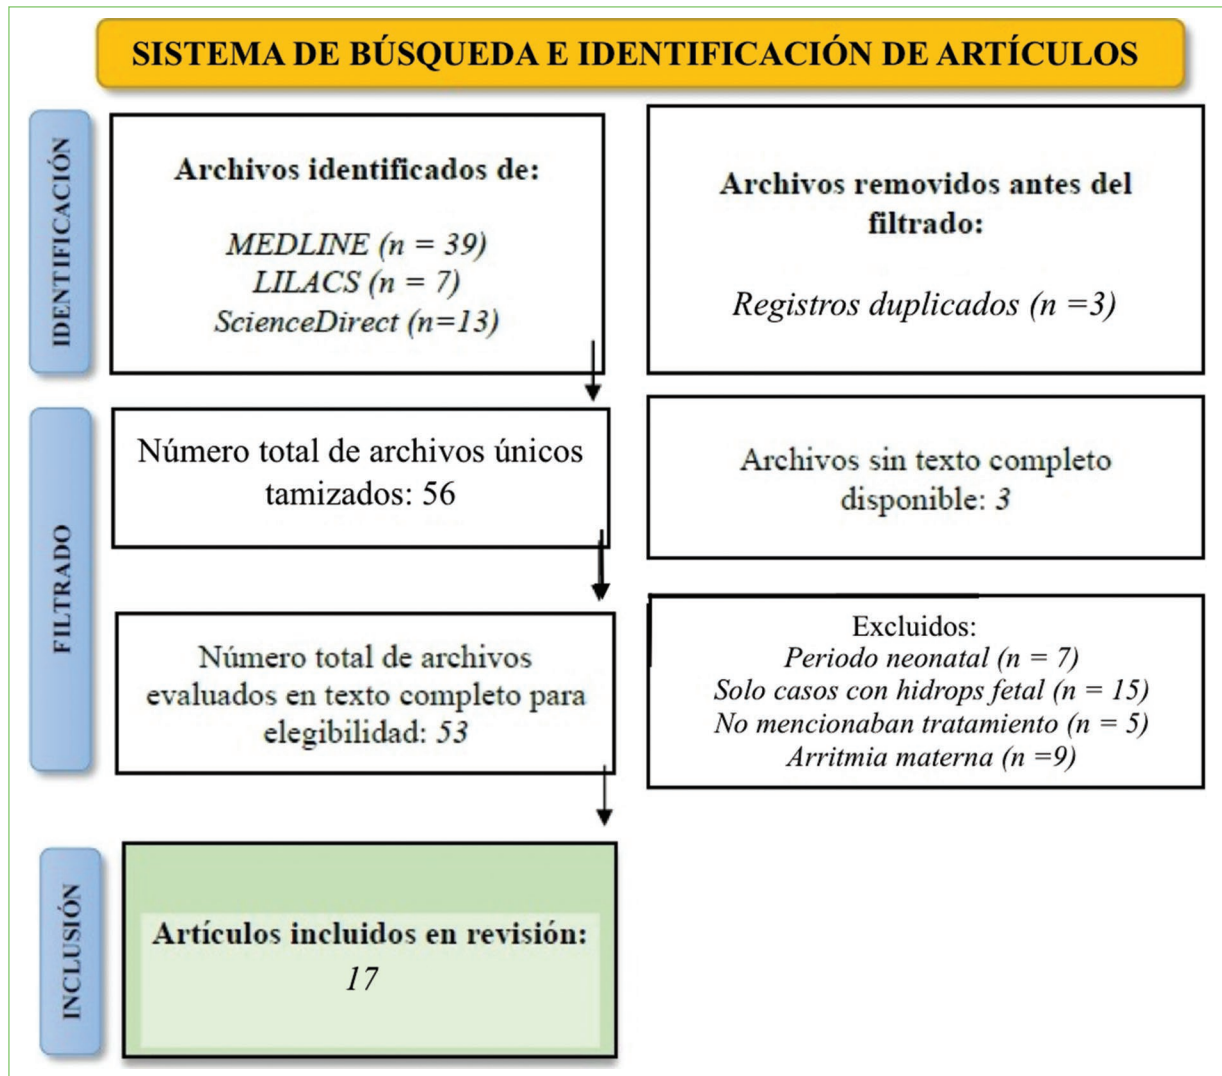 SISTEMA DE BÚSQUEDA E IDENTIFICACIÓN DE ARTÍCULOS
IDENTIFICACIÓN
Archivos identificados de:
MEDLINE (n = 39)
LILACS (n = 7)
ScienceDirect (n=13)
Archivos removidos antes del
filtrado:
Registros duplicados (n =3)
FILTRADO
Número total de archivos únicos
tamizados: 56
Archivos sin texto completo
disponible: 3
Número total de archivos
evaluados en texto completo para
elegibilidad: 53
Excluidos:
Periodo neonatal (n = 7)
Solo casos con hidrops fetal (n = 15)
No mencionaban tratamiento (n = 5)
Arritmia materna (n =9)
INCLUSIÓN
Artículos incluidos en revisión:
17